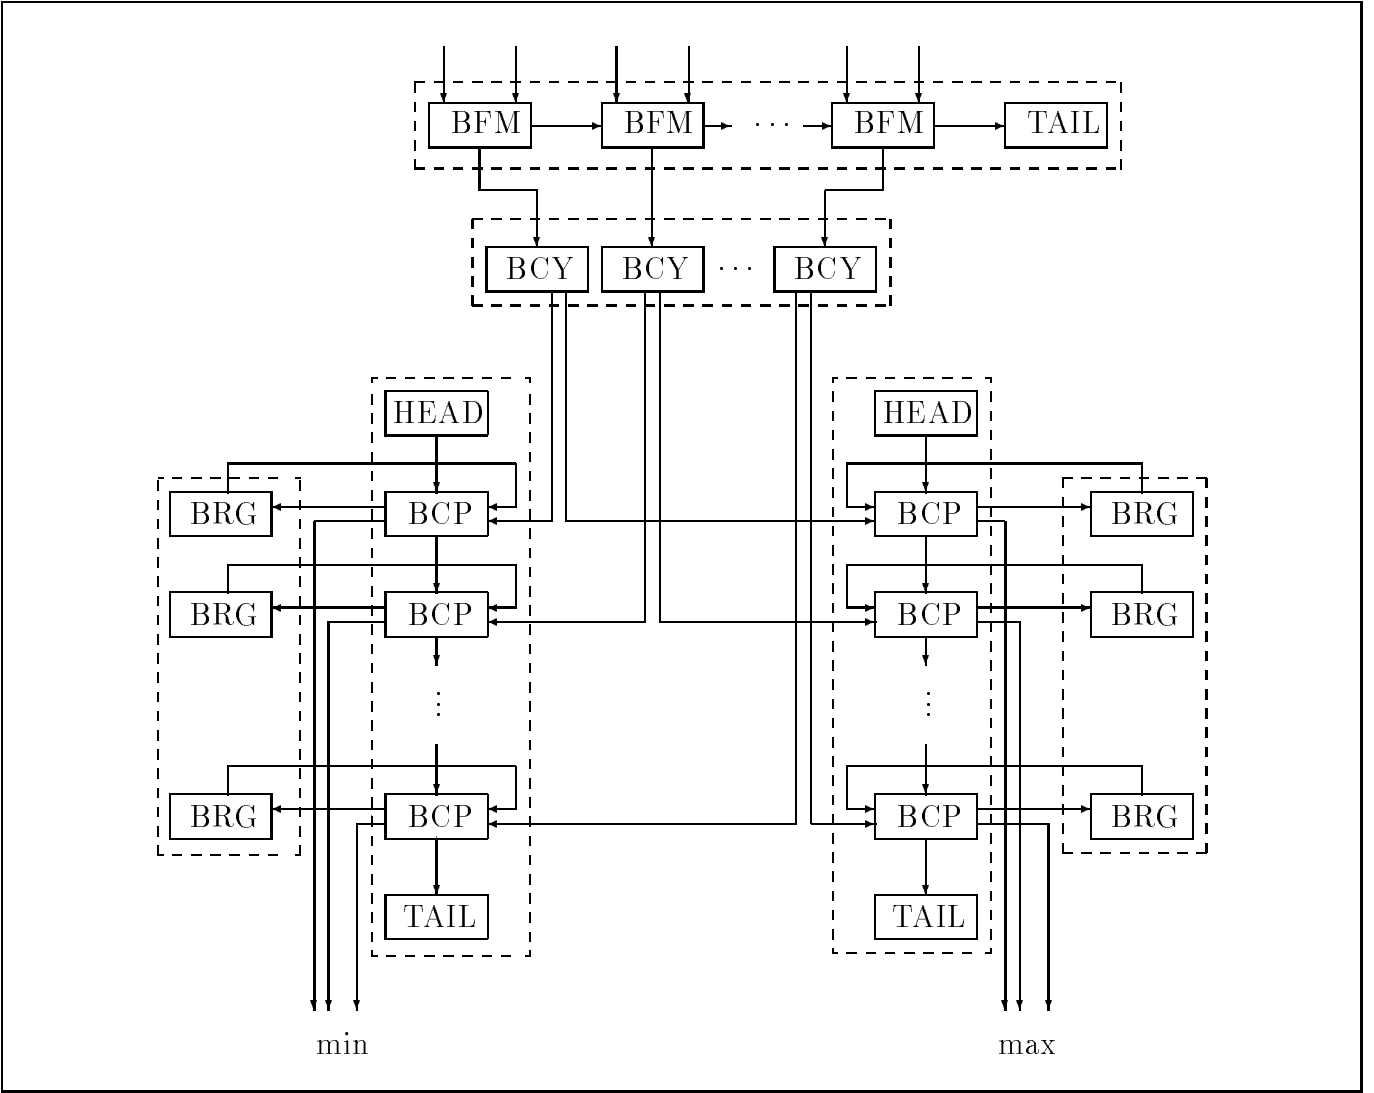 BFM BFM ... BFM TAIL
BCY BCY ... BCY
HEAD HEAD
BRG BCP BCP BRG
BRG BCP BCP BRG
⋮ ⋮
BRG BCP BCP BRG
TAIL TAIL
min max